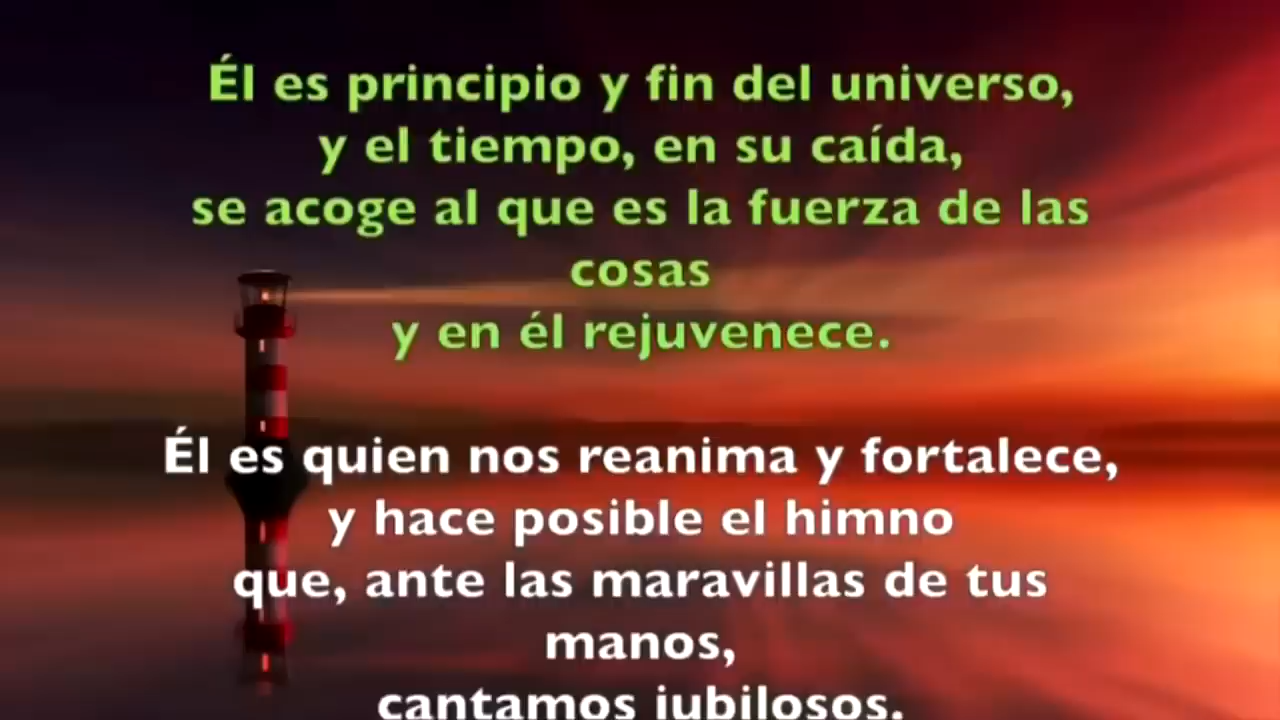 Él es principio y fin del universo,
y el tiempo, en su caída,
se acoge al que es la fuerza de las
cosas
y en él rejuvenece.
Él es quien nos reanima y fortalece,
y hace posible el himno
que, ante las maravillas de tus
manos,
cantamos jubilosos.